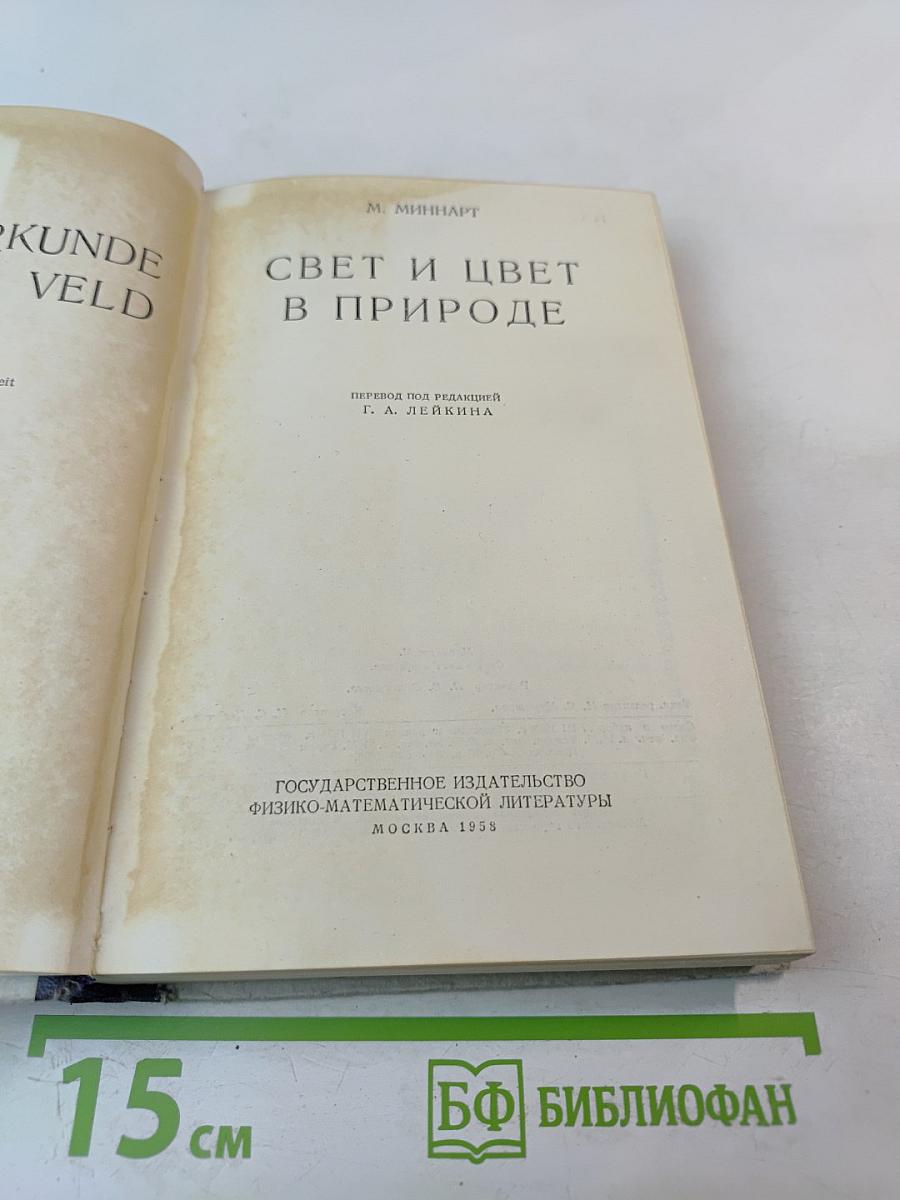 RKUNDE
VELD
eit
М. МИННАРТ
СВЕТ И ЦВЕТ
В ПРИРОДЕ
ПЕРЕВОД ПОД РЕДАКЦИЕЙ
Г. А. ЛЕЙКИНА
ГОСУДАРСТВЕННОЕ ИЗДАТЕЛЬСТВО
ФИЗИКО-МАТЕМАТИЧЕСКОЙ ЛИТЕРАТУРЫ
МОСКВА 1958
15 см
БФ БИБЛИОФАН